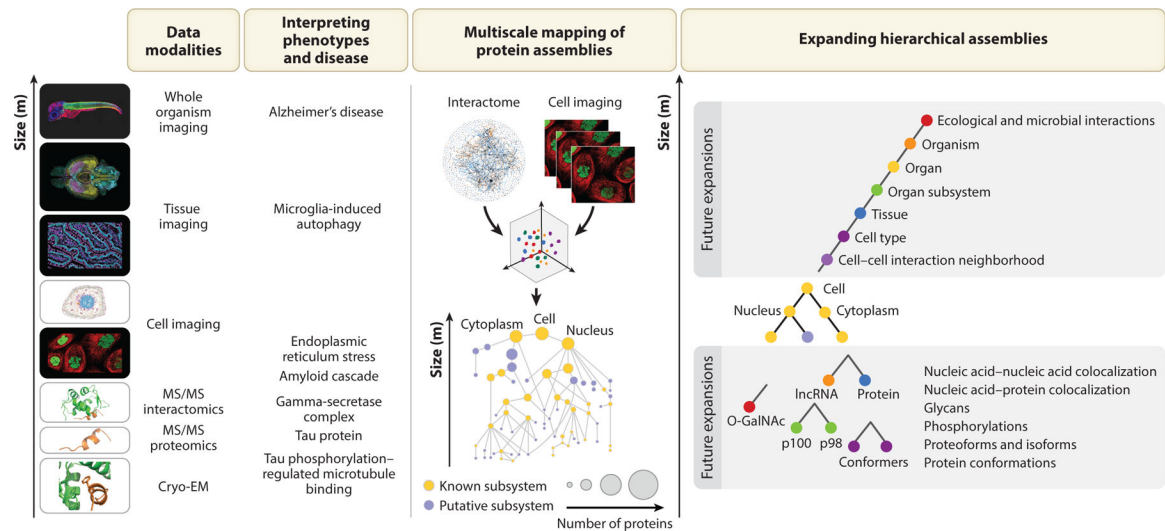 Data
modalities
Interpreting
phenotypes
and disease
Multiscale mapping of
protein assemblies
Expanding hierarchical assemblies
Size (m)
Whole
organism
imaging
Alzheimer's disease
Tissue
imaging
Microglia-induced
autophagy
Cell imaging
Endoplasmic
reticulum stress
Amyloid cascade
MS/MS
interactomics
Gamma-secretase
complex
MS/MS
proteomics
Tau protein
Cryo-EM
Tau phosphorylation–
regulated microtubule
binding
Interactome
Cell imaging
Size (m)
Cytoplasm
Cell
Nucleus
Known subsystem
Putative subsystem
Number of proteins
Size (m)
Future expansions
Ecological and microbial interactions
Organism
Organ
Organ subsystem
Tissue
Cell type
Cell–cell interaction neighborhood
Cell
Nucleus
Cytoplasm
Future expansions
O-GalNAc
lncRNA
Protein
p100
p98
Conformers
Nucleic acid–nucleic acid colocalization
Nucleic acid–protein colocalization
Glycans
Phosphorylations
Proteoforms and isoforms
Protein conformations